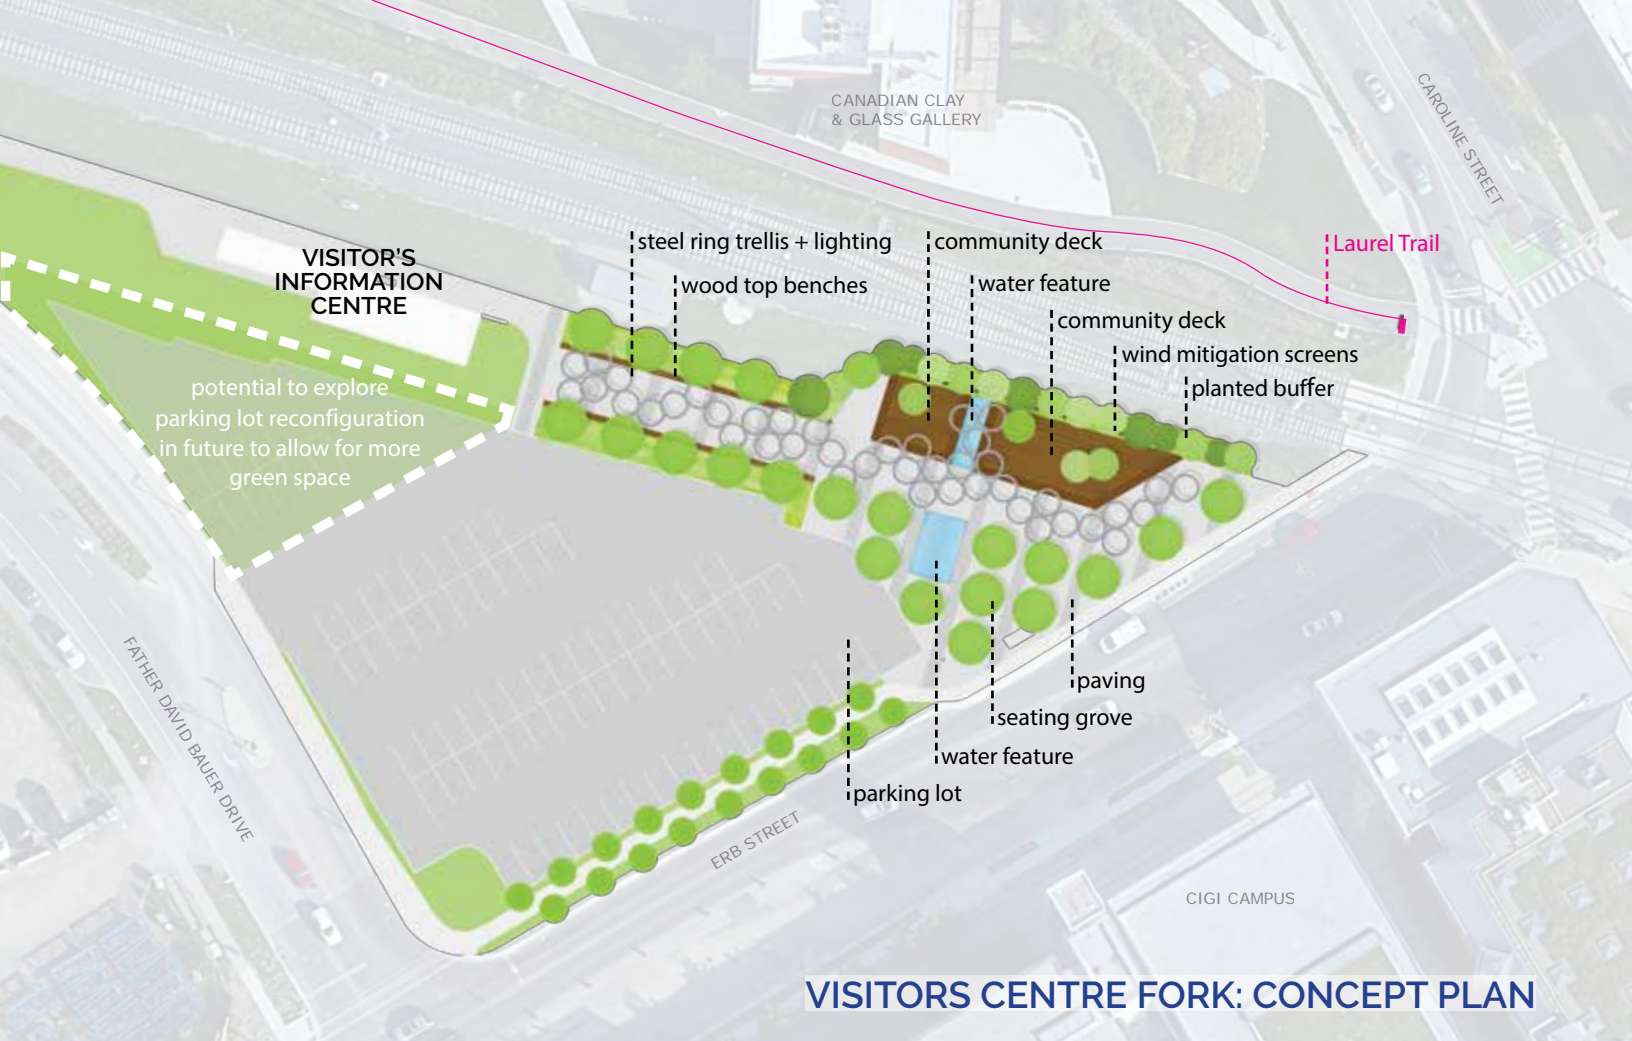 CANADIAN CLAY
& GLASS GALLERY
CAROLINE STREET
steel ring trellis + lighting
community deck
Laurel Trail
VISITOR'S
INFORMATION
CENTRE
wood top benches
water feature
community deck
wind mitigation screens
planted buffer
potential to explore
parking lot reconfiguration
in future to allow for more
green space
FATHER DAVID BAUER DRIVE
paving
seating grove
water feature
parking lot
ERB STREET
CIGI CAMPUS
VISITORS CENTRE FORK: CONCEPT PLAN